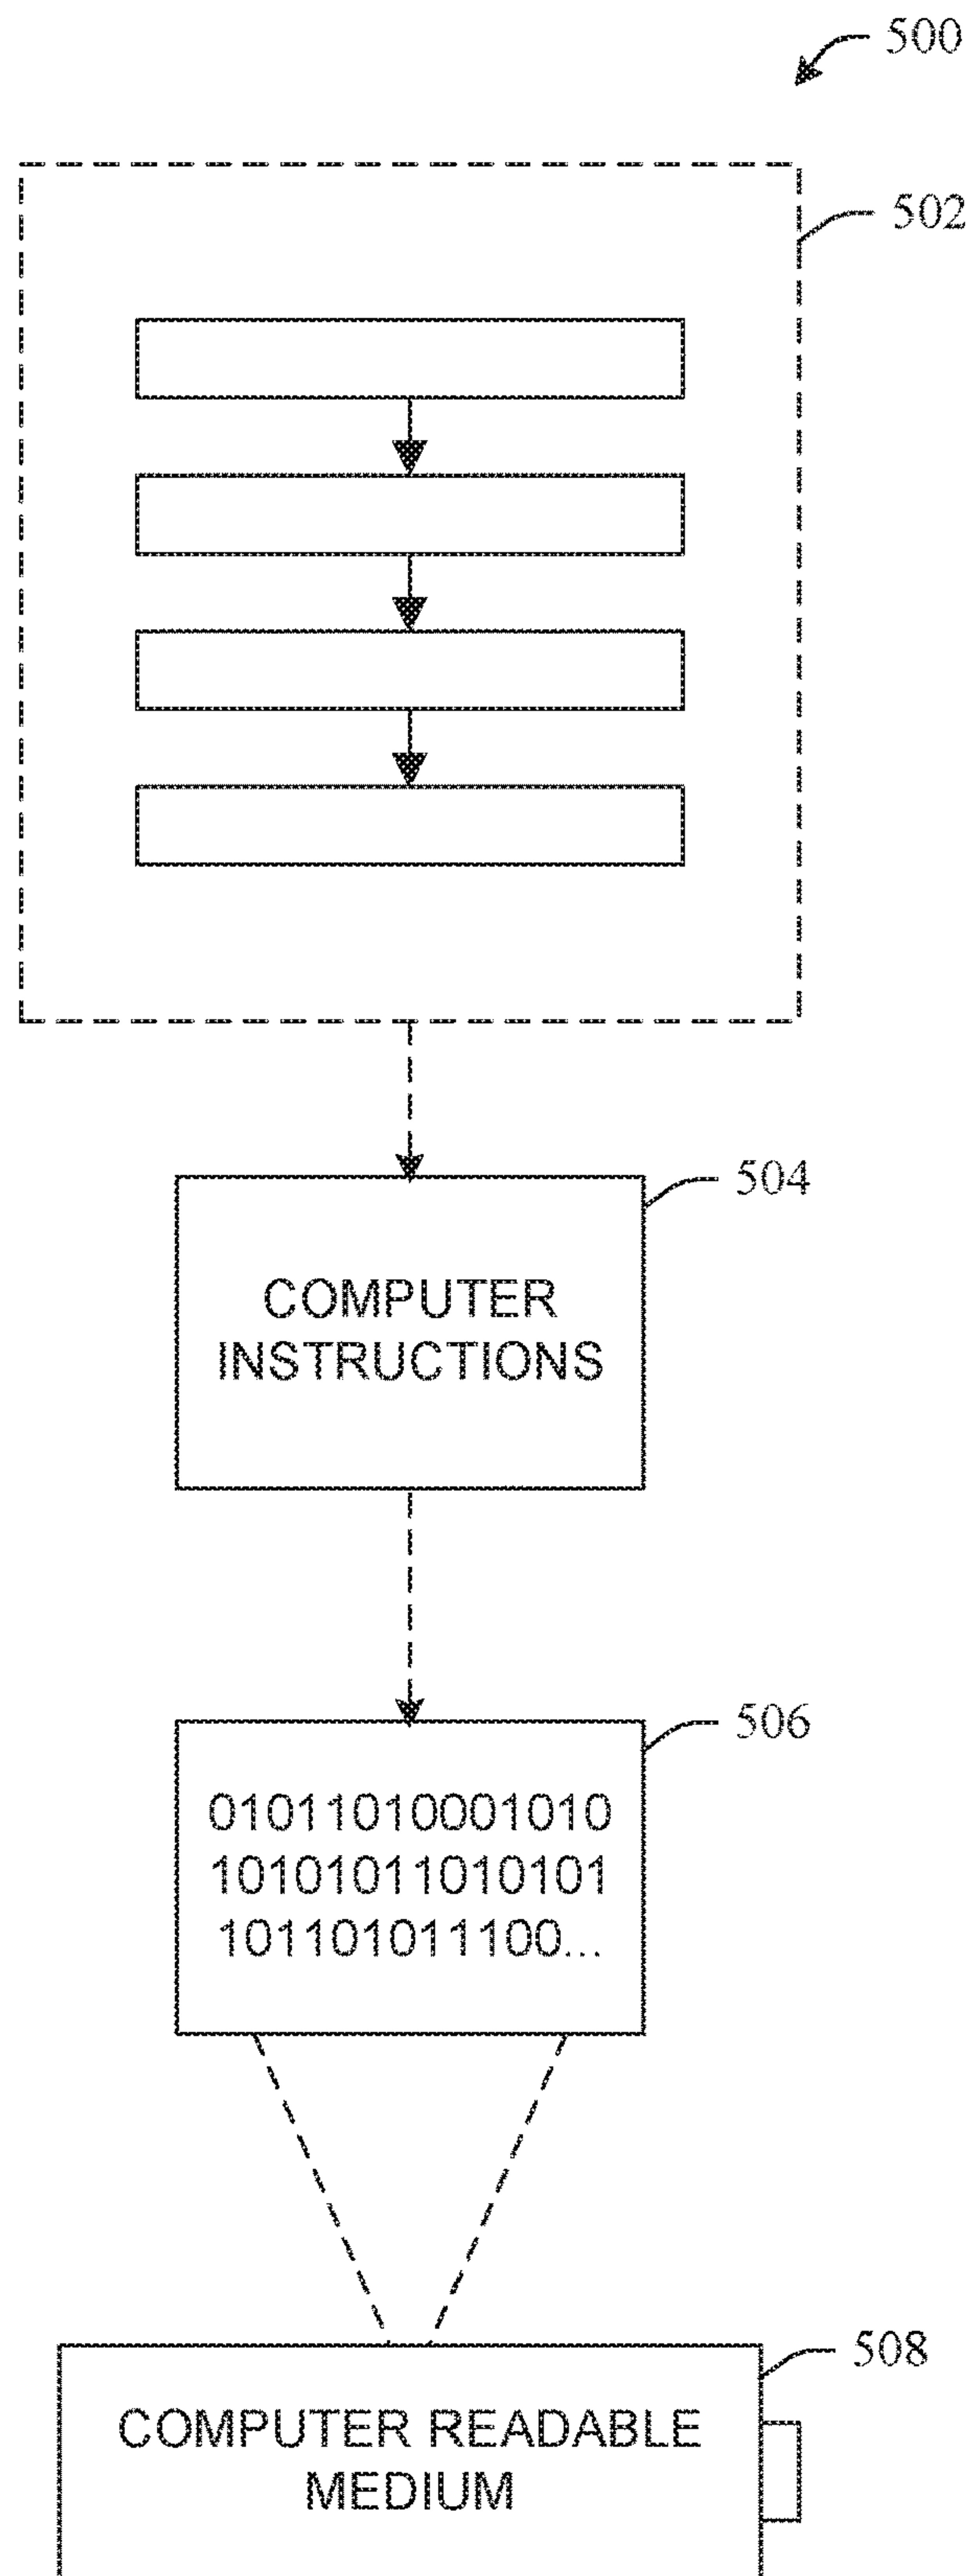 500
502
504
COMPUTER
INSTRUCTIONS
506
01011010001010
10101011010101
101101011100...
508
COMPUTER READABLE
MEDIUM